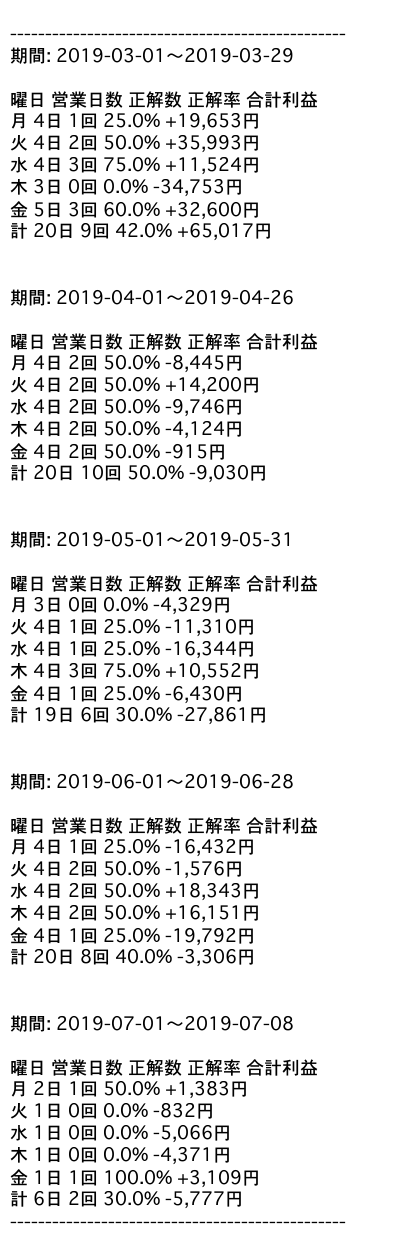 ------------------------------------------------
期間: 2019-03-01〜2019-03-29
曜日 営業日数 正解数 正解率 合計利益
月 4日 1回 25.0% +19,653円
火 4日 2回 50.0% +35,993円
水 4日 3回 75.0% +11,524円
木 3日 0回 0.0% -34,753円
金 5日 3回 60.0% +32,600円
計 20日 9回 42.0% +65,017円
期間: 2019-04-01〜2019-04-26
曜日 営業日数 正解数 正解率 合計利益
月 4日 2回 50.0% -8,445円
火 4日 2回 50.0% +14,200円
水 4日 2回 50.0% -9,746円
木 4日 2回 50.0% -4,124円
金 4日 2回 50.0% -915円
計 20日 10回 50.0% -9,030円
期間: 2019-05-01〜2019-05-31
曜日 営業日数 正解数 正解率 合計利益
月 3日 0回 0.0% -4,329円
火 4日 1回 25.0% -11,310円
水 4日 1回 25.0% -16,344円
木 4日 3回 75.0% +10,552円
金 4日 1回 25.0% -6,430円
計 19日 6回 30.0% -27,861円
期間: 2019-06-01〜2019-06-28
曜日 営業日数 正解数 正解率 合計利益
月 4日 1回 25.0% -16,432円
火 4日 2回 50.0% -1,576円
水 4日 2回 50.0% +18,343円
木 4日 2回 50.0% +16,151円
金 4日 1回 25.0% -19,792円
計 20日 8回 40.0% -3,306円
期間: 2019-07-01〜2019-07-08
曜日 営業日数 正解数 正解率 合計利益
月 2日 1回 50.0% +1,383円
火 1日 0回 0.0% -832円
水 1日 0回 0.0% -5,066円
木 1日 0回 0.0% -4,371円
金 1日 1回 100.0% +3,109円
計 6日 2回 30.0% -5,777円
------------------------------------------------